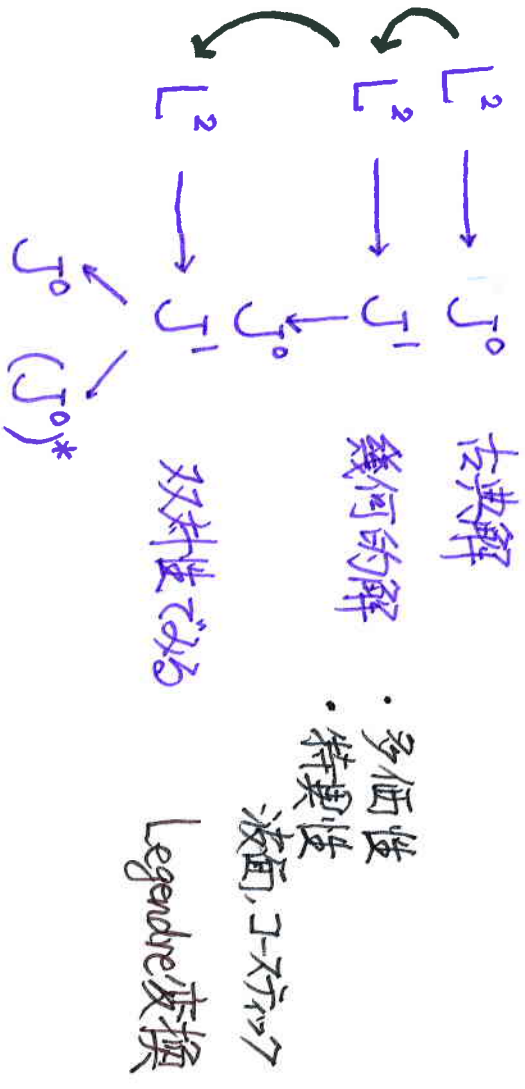 L² → J⁰ 古典解
L² → J¹ 幾何的解 ・多価性
・特異性
↓
J⁰ 波面、コースティック
L² → J¹ 双対性でみる Legendre変換
↙ ↘
J⁰ (J⁰)*